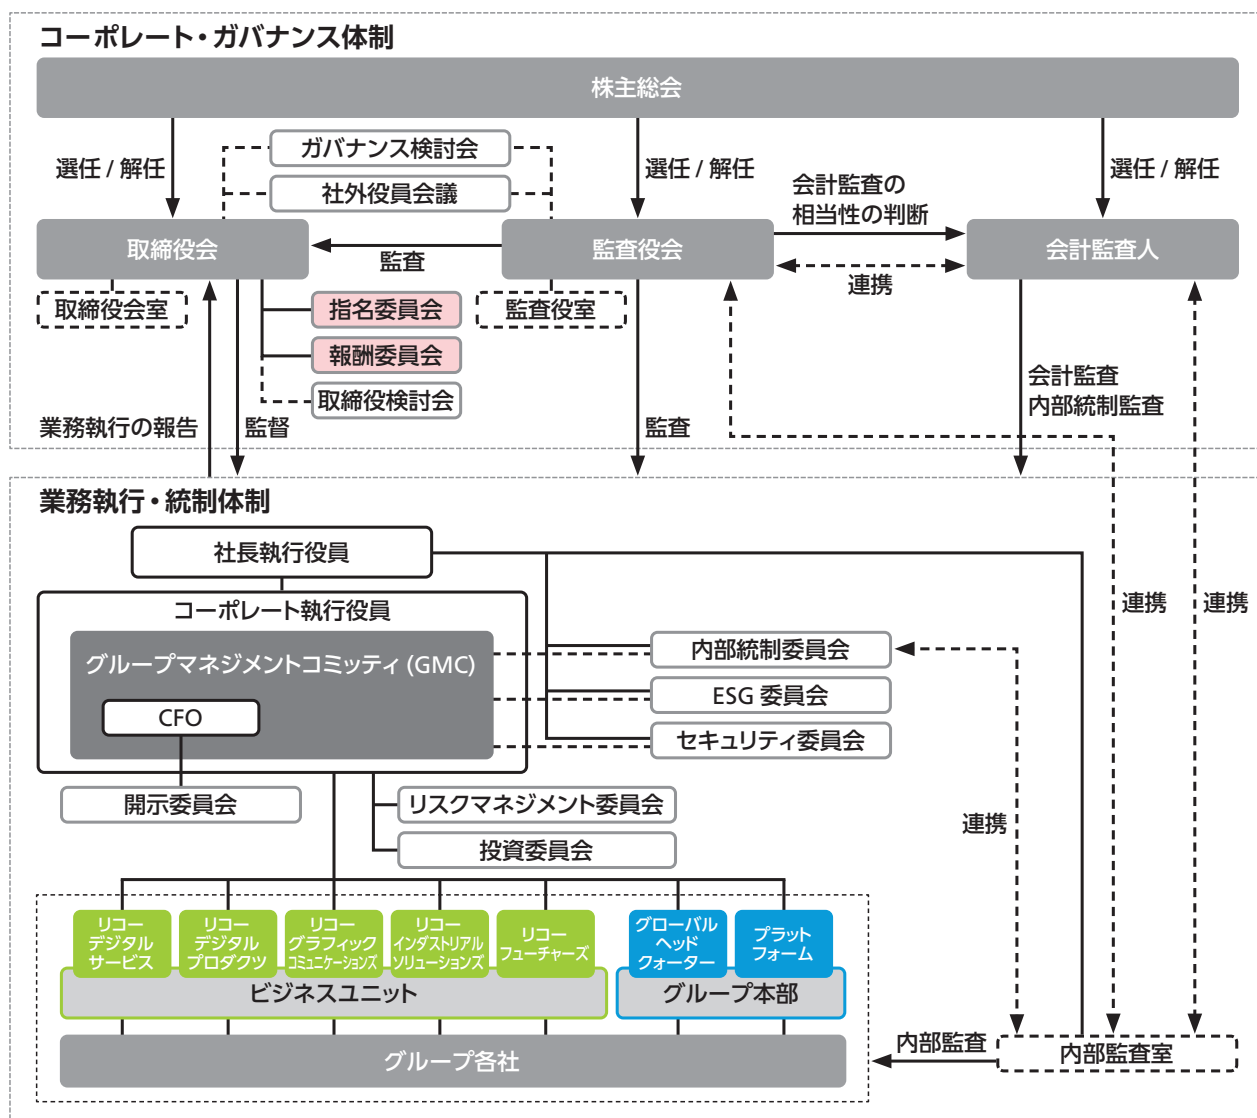 コーポレート・ガバナンス体制
株主総会
選任 / 解任
ガバナンス検討会
社外役員会議
選任 / 解任
会計監査の
相当性の判断
選任 / 解任
取締役会
監査
監査役会
連携
会計監査人
取締役会室
指名委員会
報酬委員会
取締役検討会
監査役室
業務執行の報告
監督
監査
会計監査
内部統制監査
業務執行・統制体制
社長執行役員
コーポレート執行役員
グループマネジメントコミッティ (GMC)
CFO
内部統制委員会
ESG 委員会
セキュリティ委員会
連携
連携
開示委員会
リスクマネジメント委員会
投資委員会
連携
リコー
デジタル
サービス
リコー
デジタル
プロダクツ
リコー
グラフィック
コミュニケーションズ
リコー
インダストリアル
ソリューションズ
リコー
フューチャーズ
グローバル
ヘッド
クォーター
プラット
フォーム
ビジネスユニット
グループ本部
グループ各社
内部監査
内部監査室